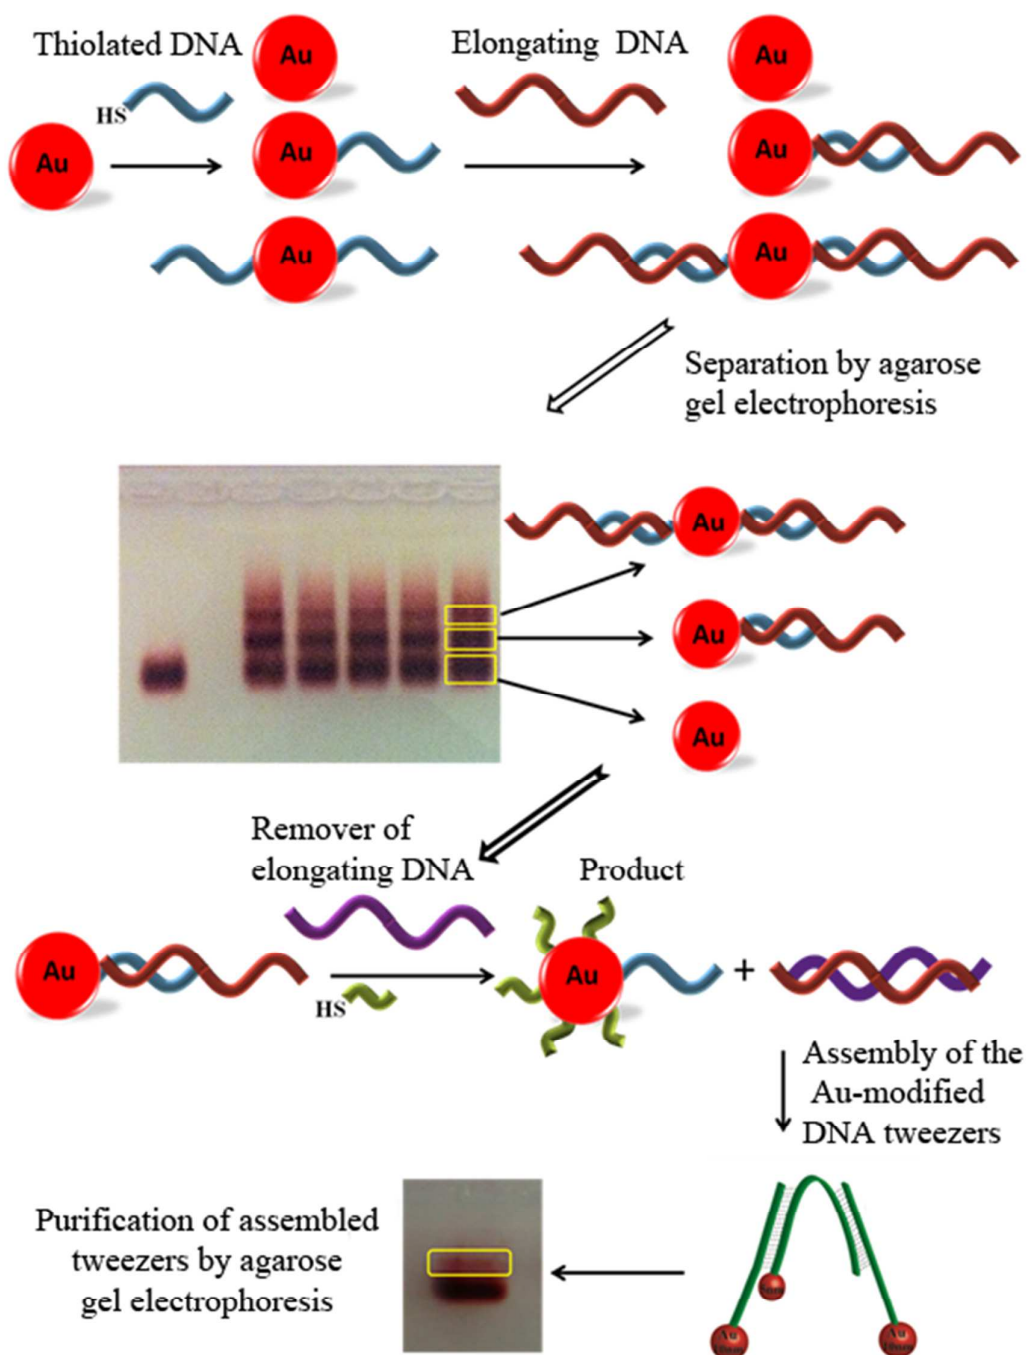 Thiolated DNA
Elongating DNA
HS
Au
Au
Au
Au
Au
Au
Au
Separation by agarose
gel electrophoresis
Au
Au
Au
Remover of
elongating DNA
Product
Au
HS
Au
+
Assembly of the
Au-modified
DNA tweezers
Purification of assembled
tweezers by agarose
gel electrophoresis
Au
Au